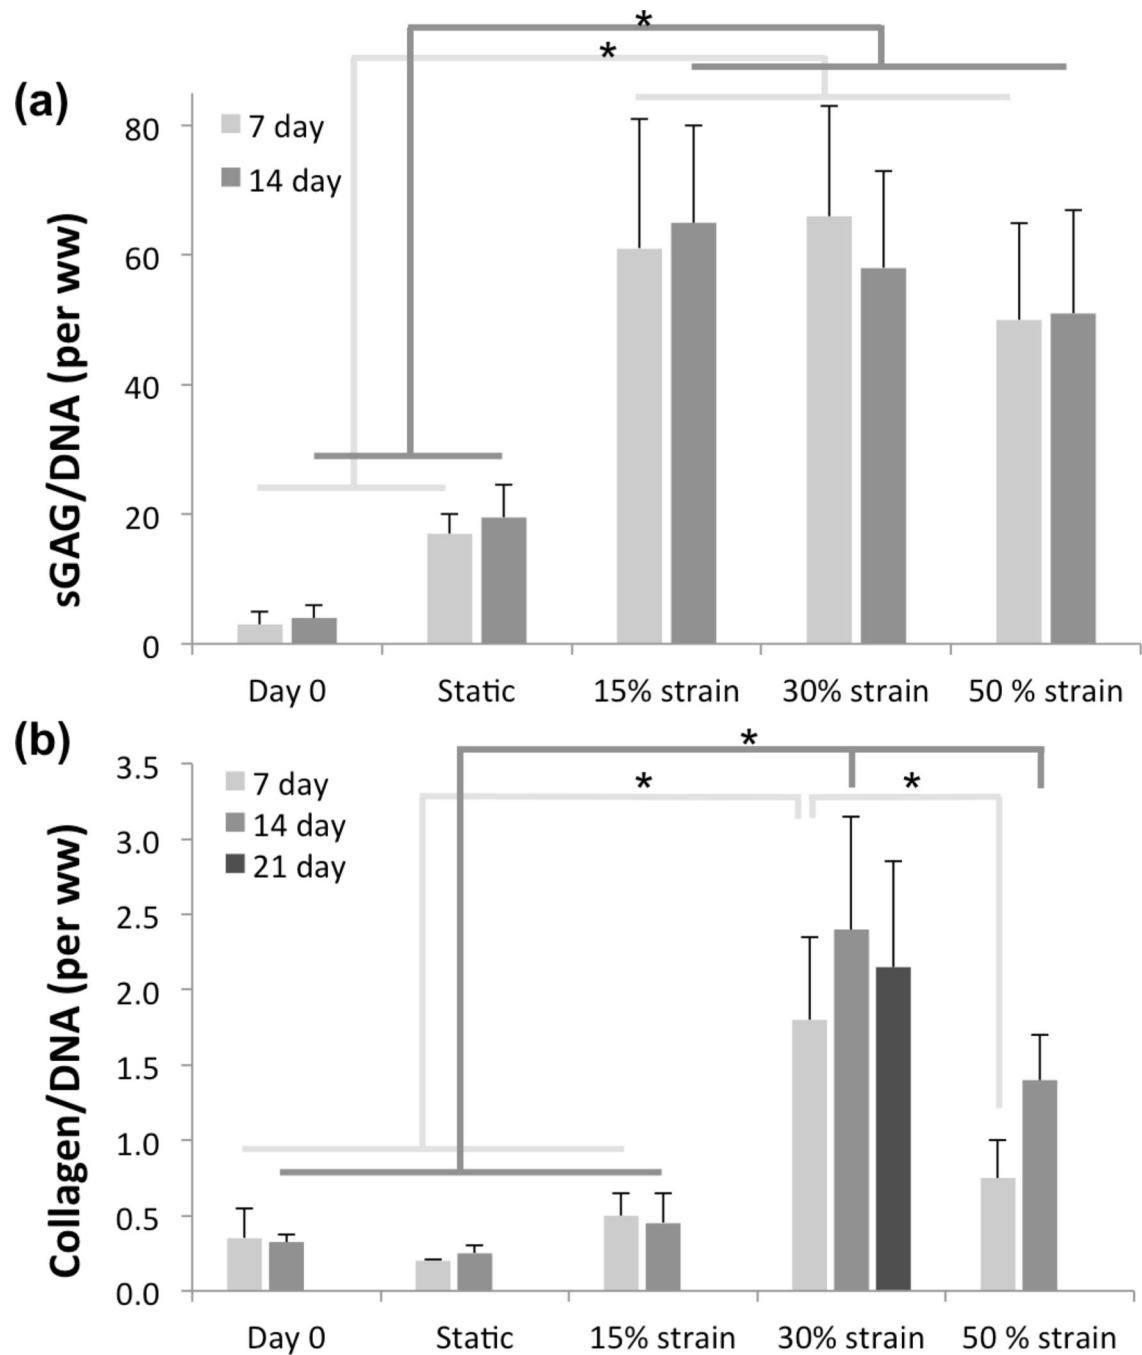 *
*
(a)
7 day
14 day
80
60
40
20
0
sGAG/DNA (per ww)
Day 0 Static 15% strain 30% strain 50 % strain
(b)
*
*
*
7 day
14 day
21 day
3.5
3.0
2.5
2.0
1.5
1.0
0.5
0.0
Collagen/DNA (per ww)
Day 0 Static 15% strain 30% strain 50 % strain